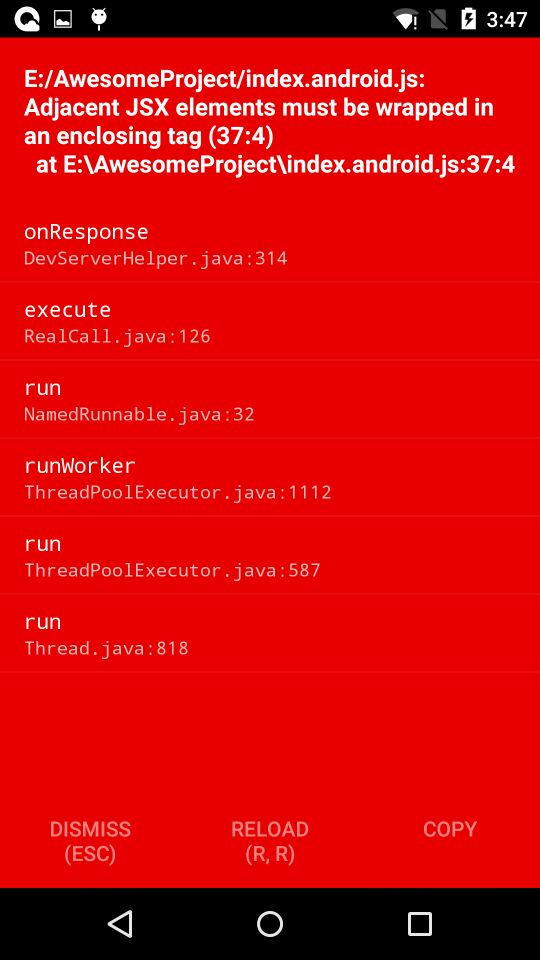 3:47
E:/AwesomeProject/index.android.js:
Adjacent JSX elements must be wrapped in
an enclosing tag (37:4)
at E:\AwesomeProject\index.android.js:37:4
onResponse
DevServerHelper.java:314
execute
RealCall.java:126
run
NamedRunnable.java:32
runWorker
ThreadPoolExecutor.java:1112
run
ThreadPoolExecutor.java:587
run
Thread.java:818
DISMISS
(ESC)
RELOAD
(R, R)
COPY